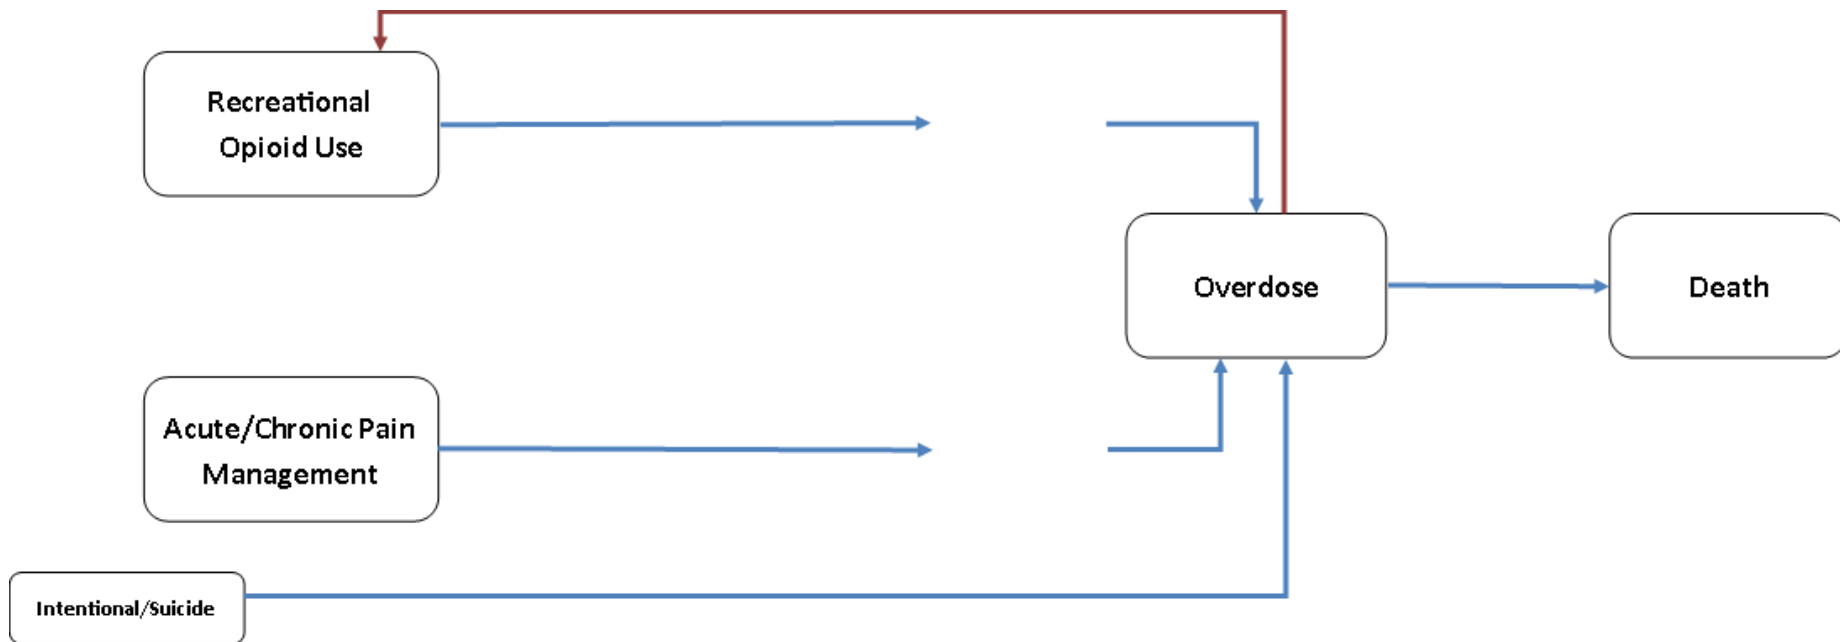 Recreational
Opioid Use
Overdose
Death
Acute/Chronic Pain
Management
Intentional/Suicide